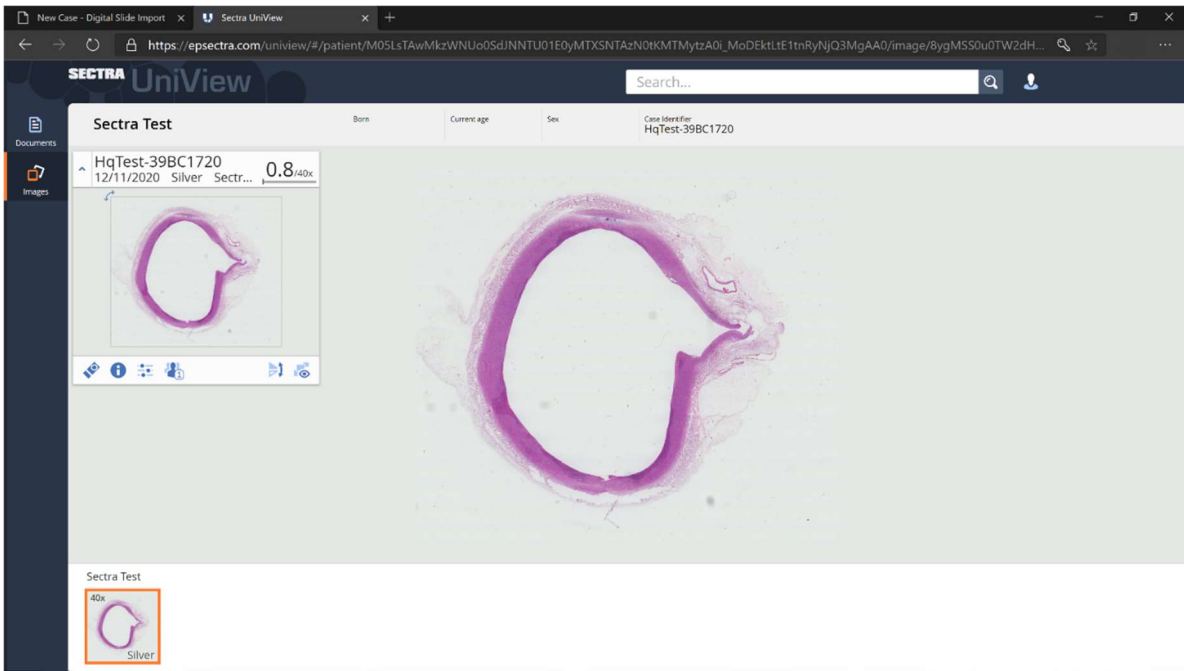 New Case - Digital Slide Import
Sectra UniView
https://epsectra.com/uniview/#/patient/M05LsTAwMkzWNUo0SdJNNTU01E0yMTXSNTAzN0tKMTMytzA0i_MoDEktLtE1tnRyNjQ3MgAA0/image/8ygMSS0u0TW2dH...
SECTRA UniView
Search...
Documents
Images
Sectra Test
Born
Current age
Sex
Case Identifier
HqTest-39BC1720
HqTest-39BC1720
12/11/2020 Silver Sectr...
0.8/40x
1
Sectra Test
40x
Silver